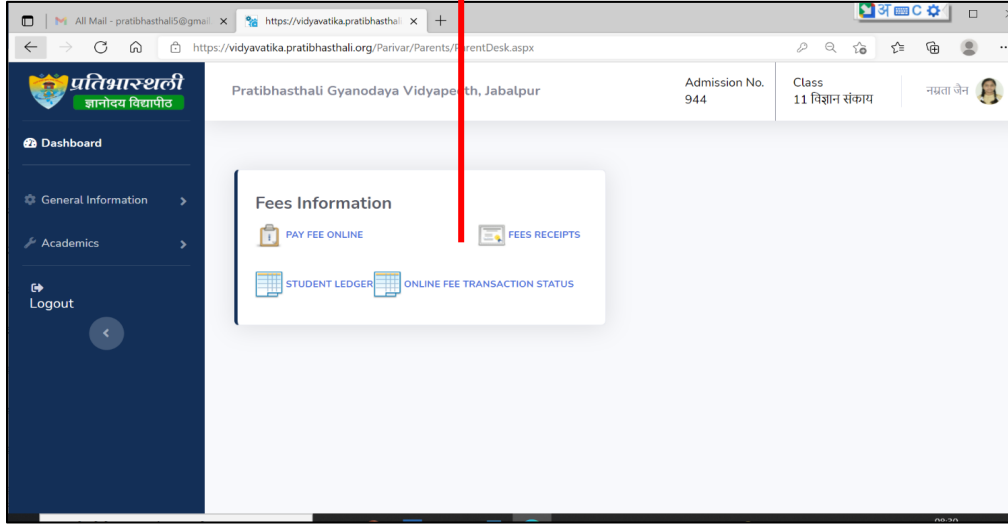 All Mail - pratibhasthali5@gmail
https://vidyavatika.pratibhasthali
अ
C
https://vidyavatika.pratibhasthali.org/Parivar/Parents/ParentDesk.aspx
प्रतिभास्थली
ज्ञानोदय विद्यापीठ
Pratibhasthali Gyanodaya Vidyapeeth, Jabalpur
Admission No.
944
Class
11 विज्ञान संकाय
नम्रता जैन
Dashboard
General Information
Academics
Logout
Fees Information
PAY FEE ONLINE
FEES RECEIPTS
STUDENT LEDGER
ONLINE FEE TRANSACTION STATUS